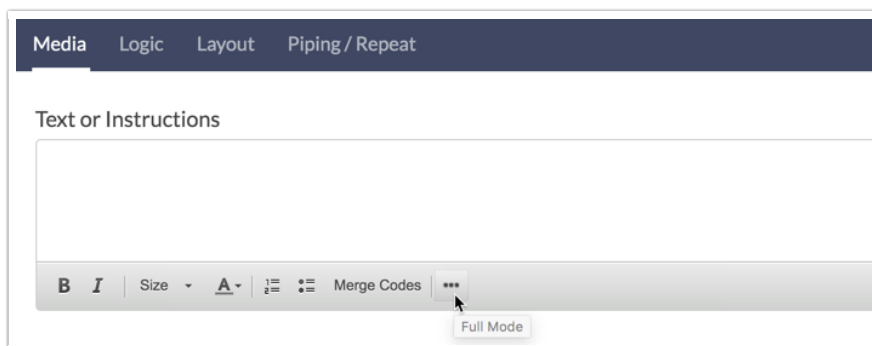 Media Logic Layout Piping / Repeat
Text or Instructions
B I Size A Merge Codes •••
Full Mode